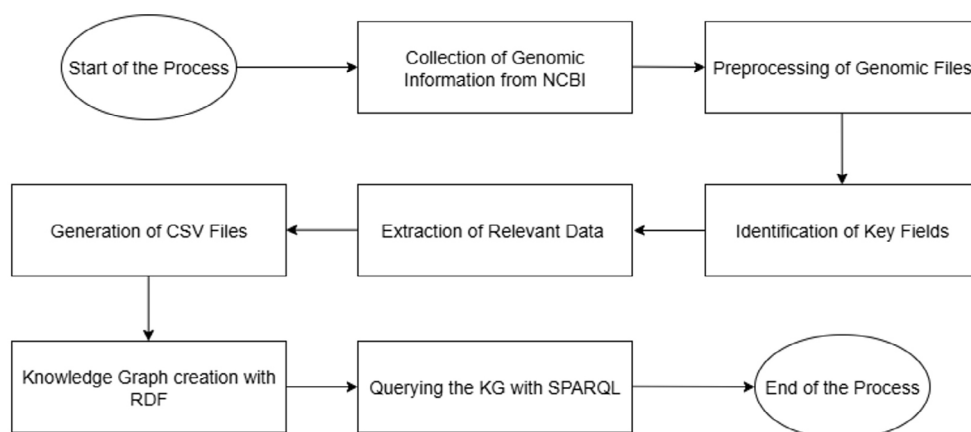 Start of the Process
Collection of Genomic
Information from NCBI
Preprocessing of Genomic Files
Identification of Key Fields
Extraction of Relevant Data
Generation of CSV Files
Knowledge Graph creation with
RDF
Querying the KG with SPARQL
End of the Process